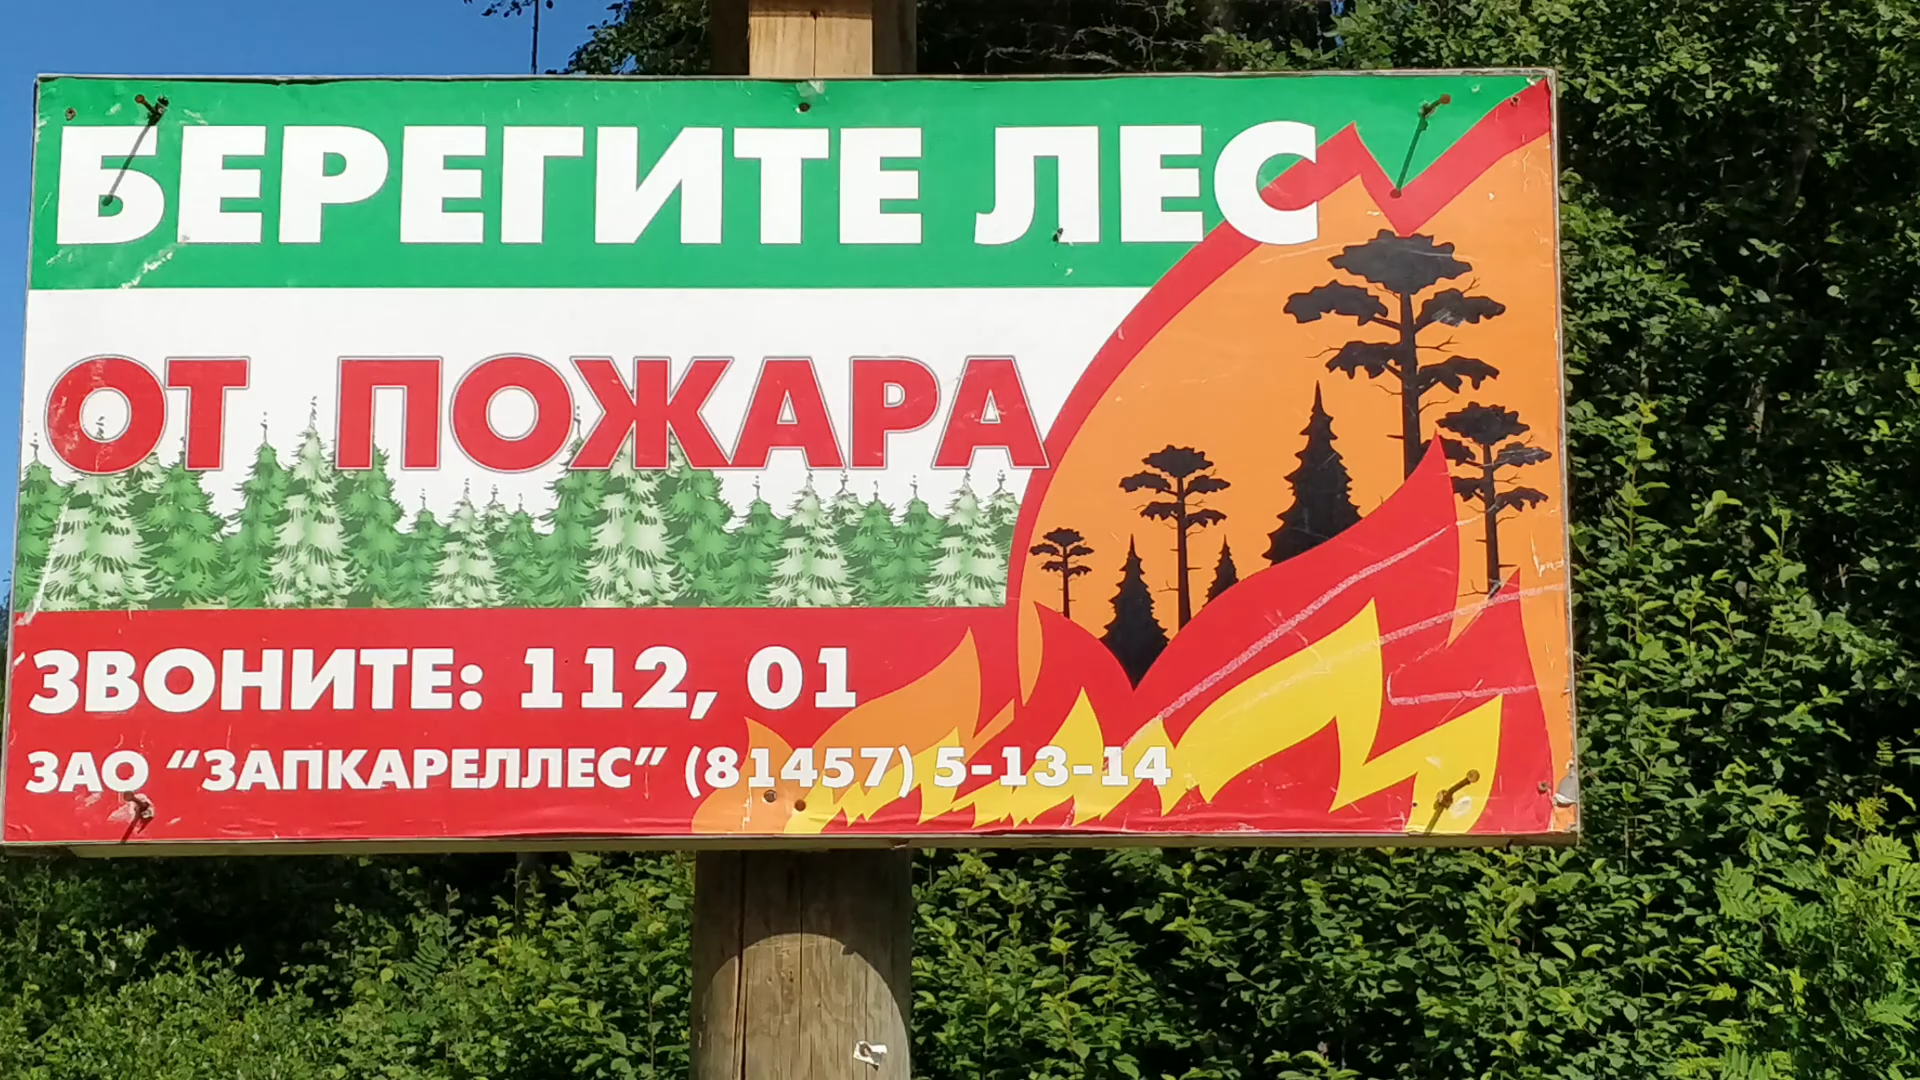 БЕРЕГИТЕ ЛЕС
ОТ ПОЖАРА
ЗВОНИТЕ: 112, 01
ЗАО "ЗАПКАРЕЛЛЕС" (81457) 5-13-14